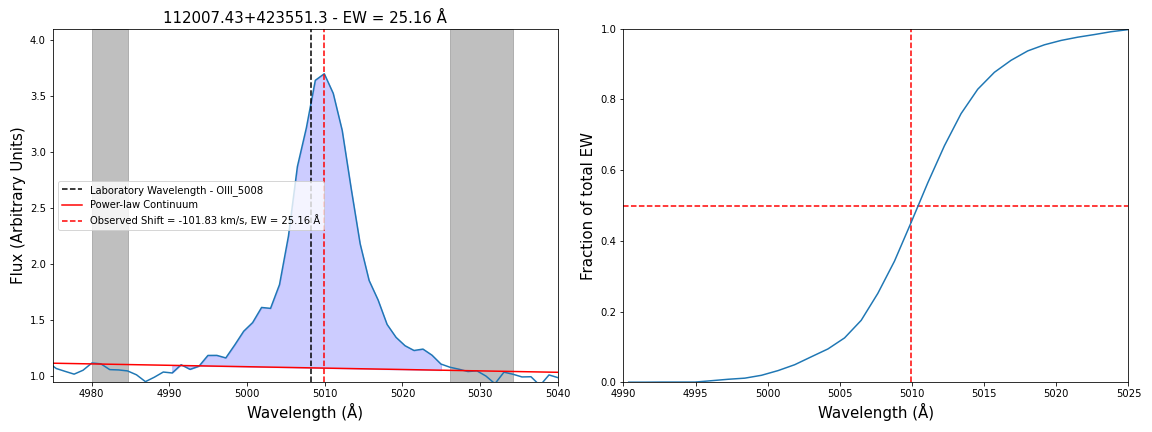 112007.43+423551.3 - EW = 25.16 Å
4.0
3.5
3.0
2.5
2.0
1.5
1.0
Flux (Arbitrary Units)
Laboratory Wavelength - OIII_5008
Power-law Continuum
Observed Shift = -101.83 km/s, EW = 25.16 Å
4980 4990 5000 5010 5020 5030 5040
Wavelength (Å)
1.0
0.8
0.6
0.4
0.2
0.0
Fraction of total EW
4990 4995 5000 5005 5010 5015 5020 5025
Wavelength (Å)